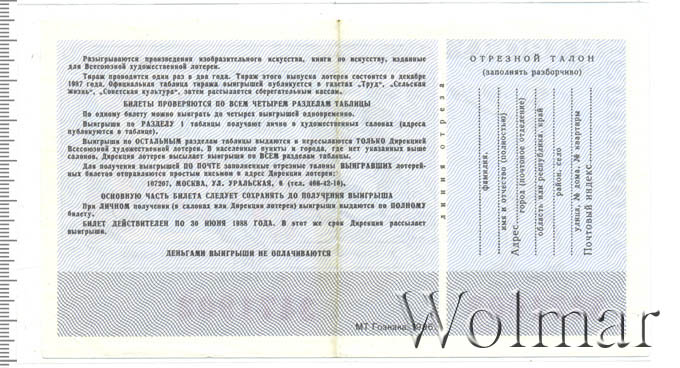 Разыгрываются произведения изобразительного искусства, книги по искусству, изданные
для Всесоюзной художественной лотереи.
Тираж проводится один раз в два года. Тираж этого выпуска лотереи состоится в декабре
1987 года. Официальная таблица тиража выигрышей публикуется в газетах "Труд", "Сельская
жизнь", "Советская культура", затем рассылается сберегательным кассам.
БИЛЕТЫ ПРОВЕРЯЮТСЯ ПО ВСЕМ ЧЕТЫРЕМ РАЗДЕЛАМ ТАБЛИЦЫ
По одному билету можно выиграть до четырех выигрышей одновременно.
Выигрыши по РАЗДЕЛУ 1 таблицы получают лично в художественных салонах (адреса
публикуются в таблице).
Выигрыши по ОСТАЛЬНЫМ разделам таблицы выдаются и пересылаются ТОЛЬКО Дирекцией
Всесоюзной художественной лотереи. В населенные пункты и города, где нет указанных выше
салонов, Дирекция лотереи высылает выигрыши по ВСЕМ разделам таблицы.
Для получения выигрышей ПО ПОЧТЕ заполненные отрезные талоны ВЫИГРАВШИХ лотерей-
ных билетов отправляются простым письмом в адрес Дирекции лотереи:
107207, МОСКВА, УЛ. УРАЛЬСКАЯ, 6 (тел. 466-42-10).
ОСНОВНУЮ ЧАСТЬ БИЛЕТА СЛЕДУЕТ СОХРАНЯТЬ ДО ПОЛУЧЕНИЯ ВЫИГРЫША
При ЛИЧНОМ получении (в салонах или Дирекции лотереи) выигрыши выдаются по ПОЛНОМУ
билету.
БИЛЕТ ДЕЙСТВИТЕЛЕН ПО 30 ИЮНЯ 1988 ГОДА. В этот же срок Дирекция рассылает
выигрыши.
ДЕНЬГАМИ ВЫИГРЫШИ НЕ ОПЛАЧИВАЮТСЯ
МТ Гознака. 1986.
линия отреза
ОТРЕЗНОЙ ТАЛОН
(заполнять разборчиво)
фамилия,
имя и отчество (полностью)
Адрес
город (почтовое отделение)
область или республика, край
район, село
улица, № дома, № квартиры
Почтовый индекс
Wolmar